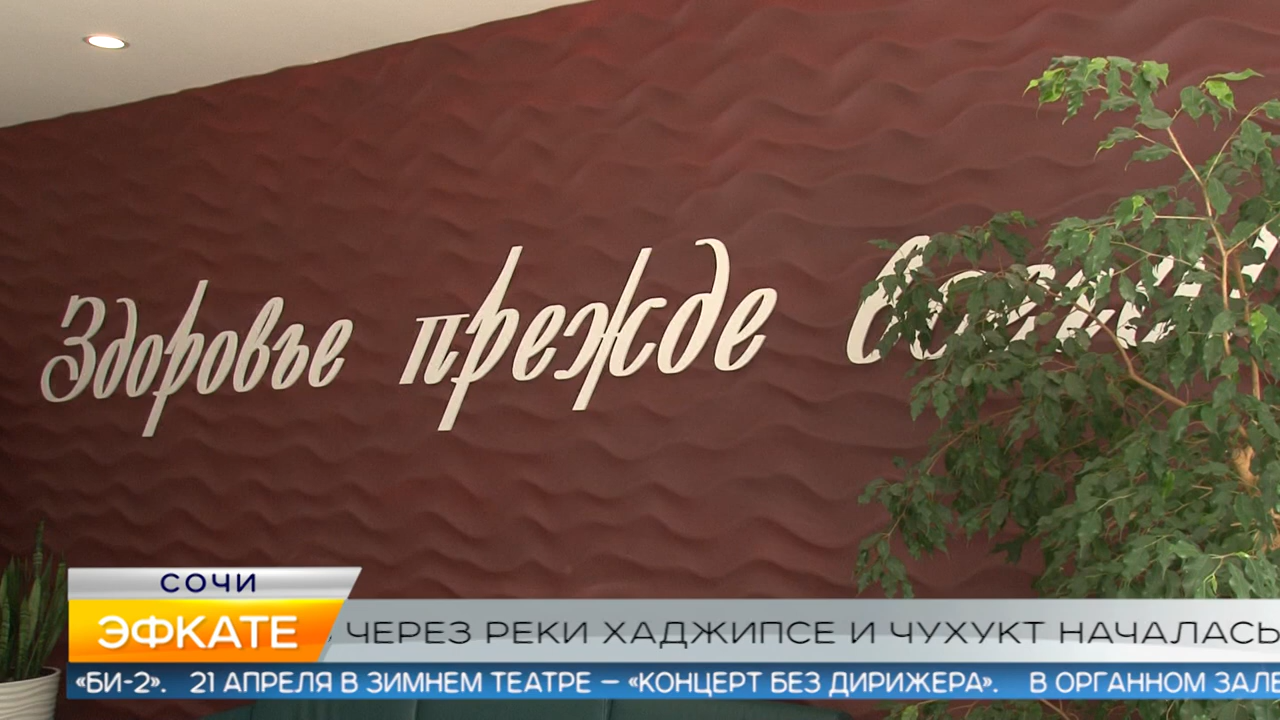 Здоровье прежде всего
СОЧИ
ЭФКАТЕ
ЧЕРЕЗ РЕКИ ХАДЖИПСЕ И ЧУХУКТ НАЧАЛАСЬ
«БИ-2». 21 АПРЕЛЯ В ЗИМНЕМ ТЕАТРЕ – «КОНЦЕРТ БЕЗ ДИРИЖЕРА». В ОРГАННОМ ЗАЛЕ